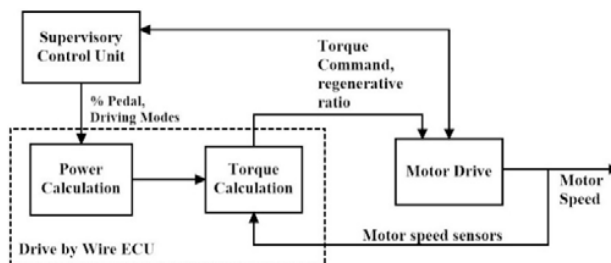 Supervisory
Control Unit
Torque
Command,
regenerative
ratio
% Pedal,
Driving Modes
Power
Calculation
Torque
Calculation
Motor Drive
Motor
Speed
Motor speed sensors
Drive by Wire ECU